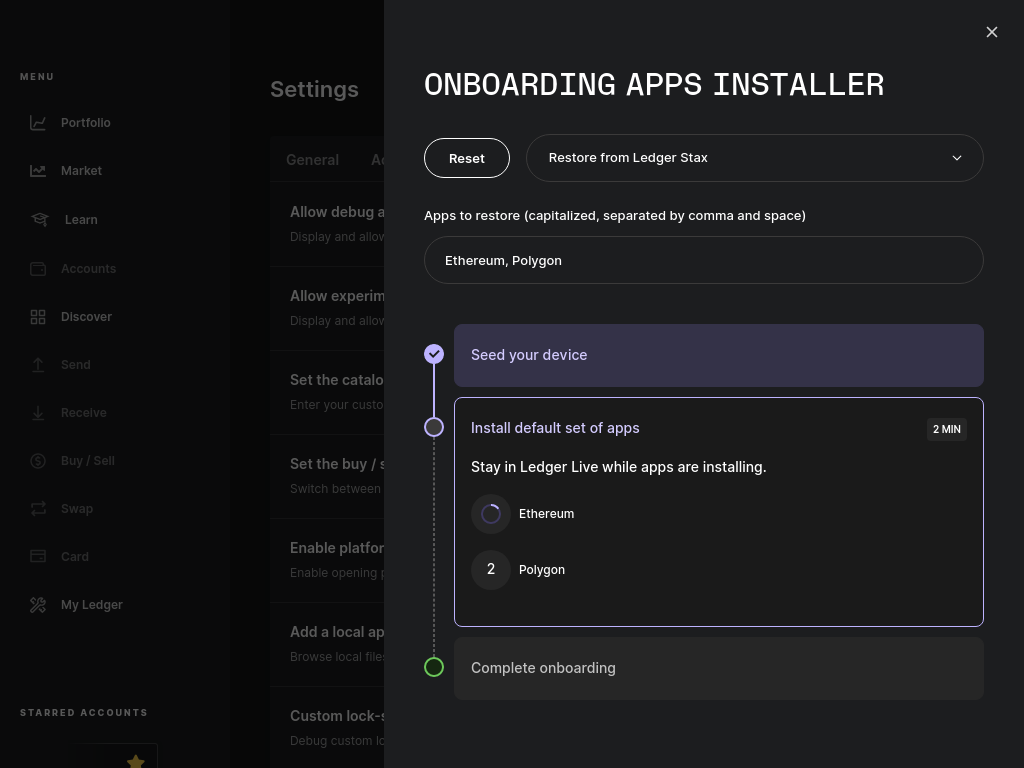 MENU
Portfolio
Market
Learn
Accounts
Discover
Send
Receive
Buy / Sell
Swap
Card
My Ledger
STARRED ACCOUNTS
Settings
General
Allow debug a
Display and allow
Allow experim
Display and allow
Set the catalo
Enter your custo
Set the buy / s
Switch between
Enable platfor
Enable opening p
Add a local ap
Browse local files
Custom lock-s
Debug custom lo
ONBOARDING APPS INSTALLER
Reset
Restore from Ledger Stax
Apps to restore (capitalized, separated by comma and space)
Ethereum, Polygon
Seed your device
Install default set of apps
2 MIN
Stay in Ledger Live while apps are installing.
Ethereum
2
Polygon
Complete onboarding